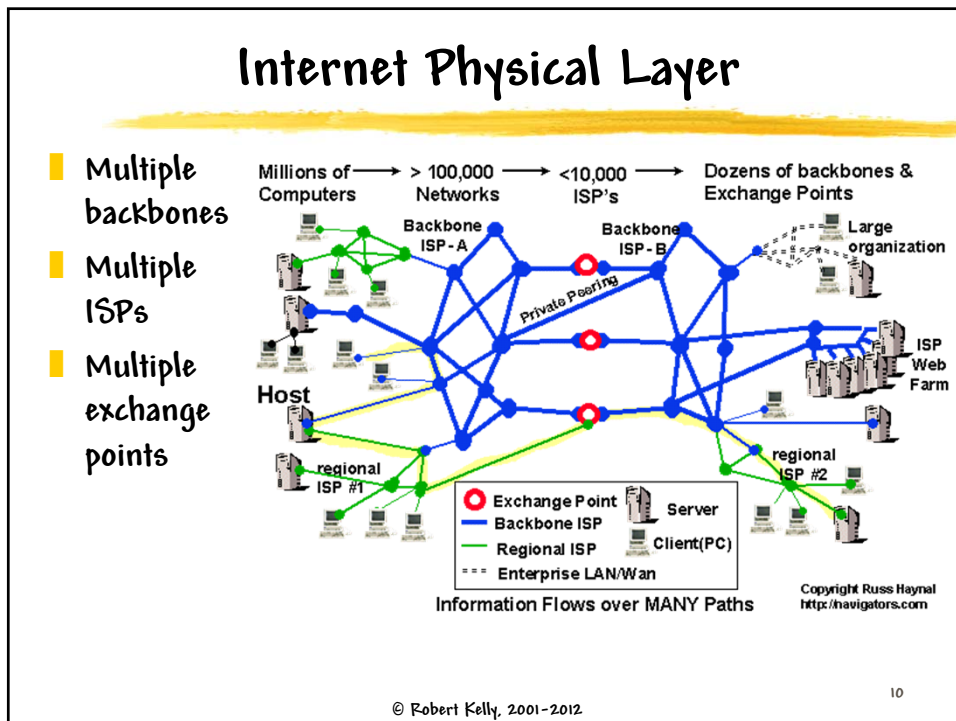 Internet Physical Layer
Multiple
backbones
Multiple
ISPs
Multiple
exchange
points
Millions of
Computers
> 100,000
Networks
<10,000
ISP's
Dozens of backbones &
Exchange Points
Backbone
ISP - A
Backbone
ISP - B
Large
organization
Private Peering
ISP
Web
Farm
Host
regional
ISP #1
regional
ISP #2
Exchange Point
Backbone ISP
Regional ISP
Enterprise LAN/Wan
Server
Client(PC)
Information Flows over MANY Paths
Copyright Russ Haynal
http://navigators.com
10
© Robert Kelly, 2001-2012